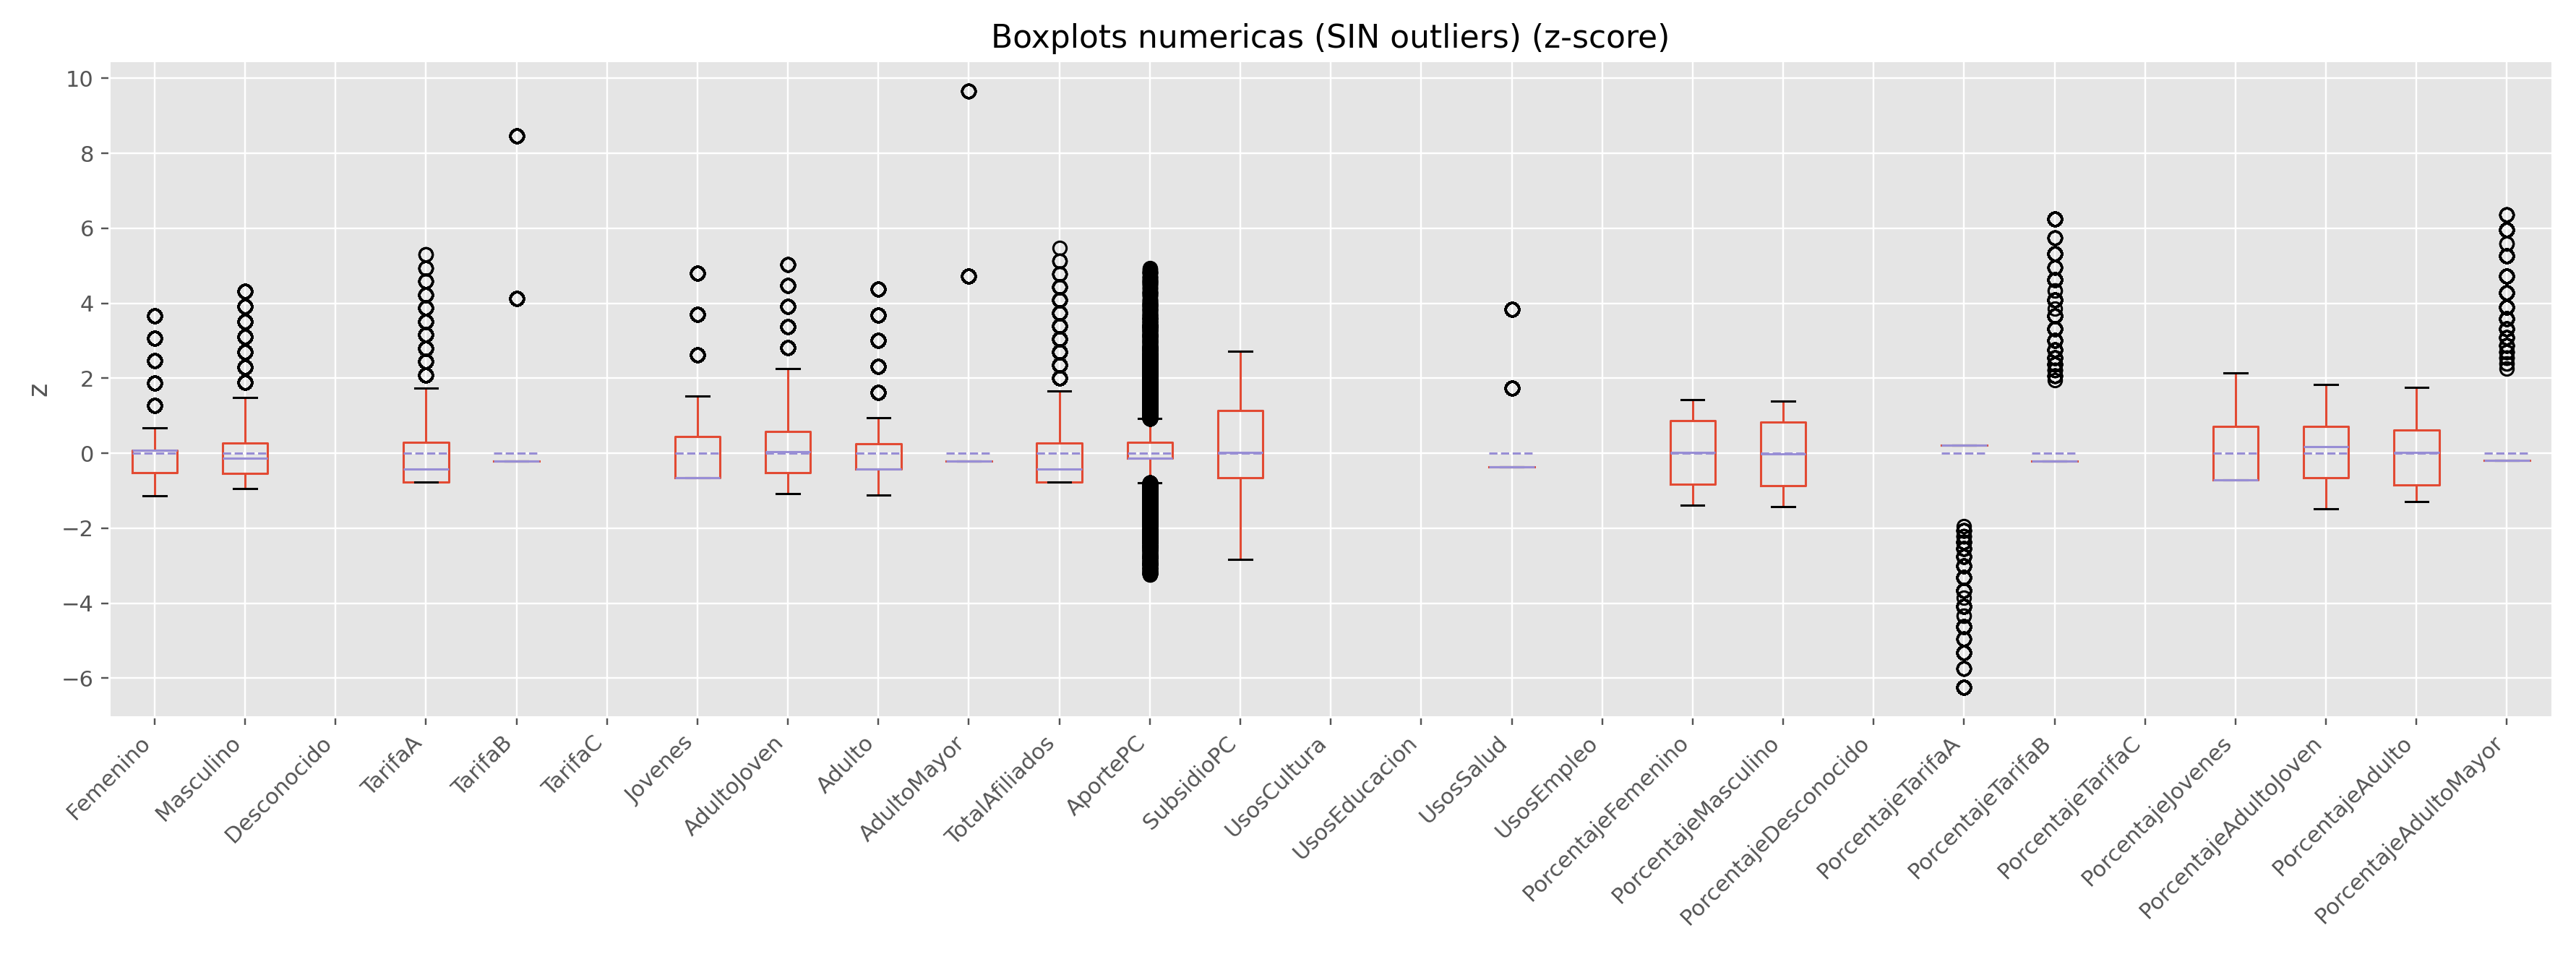 Boxplots numericas (SIN outliers) (z-score)
10
8
6
4
2
0
−2
−4
−6
z
Femenino
Masculino
Desconocido
TarifaA
TarifaB
TarifaC
Jovenes
AdultoJoven
Adulto
AdultoMayor
TotalAfiliados
AportePC
SubsidioPC
UsosCultura
UsosEducacion
UsosSalud
UsosEmpleo
PorcentajeFemenino
PorcentajeMasculino
PorcentajeDesconocido
PorcentajeTarifaA
PorcentajeTarifaB
PorcentajeTarifaC
PorcentajeJovenes
PorcentajeAdultoJoven
PorcentajeAdulto
PorcentajeAdultoMayor